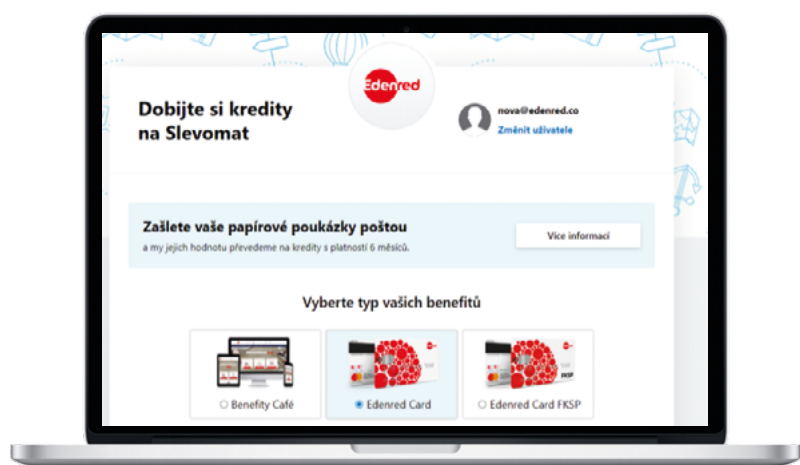 Edenred
Dobijte si kredity
na Slevomat
nova@edenred.co
Změnit uživatele
Zašlete vaše papírové poukázky poštou
a my jejich hodnotu převedeme na kredity s platností 6 měsíců.
Více informací
Vyberte typ vašich benefitů
FKSP
Benefity Café
Edenred Card
Edenred Card FKSP